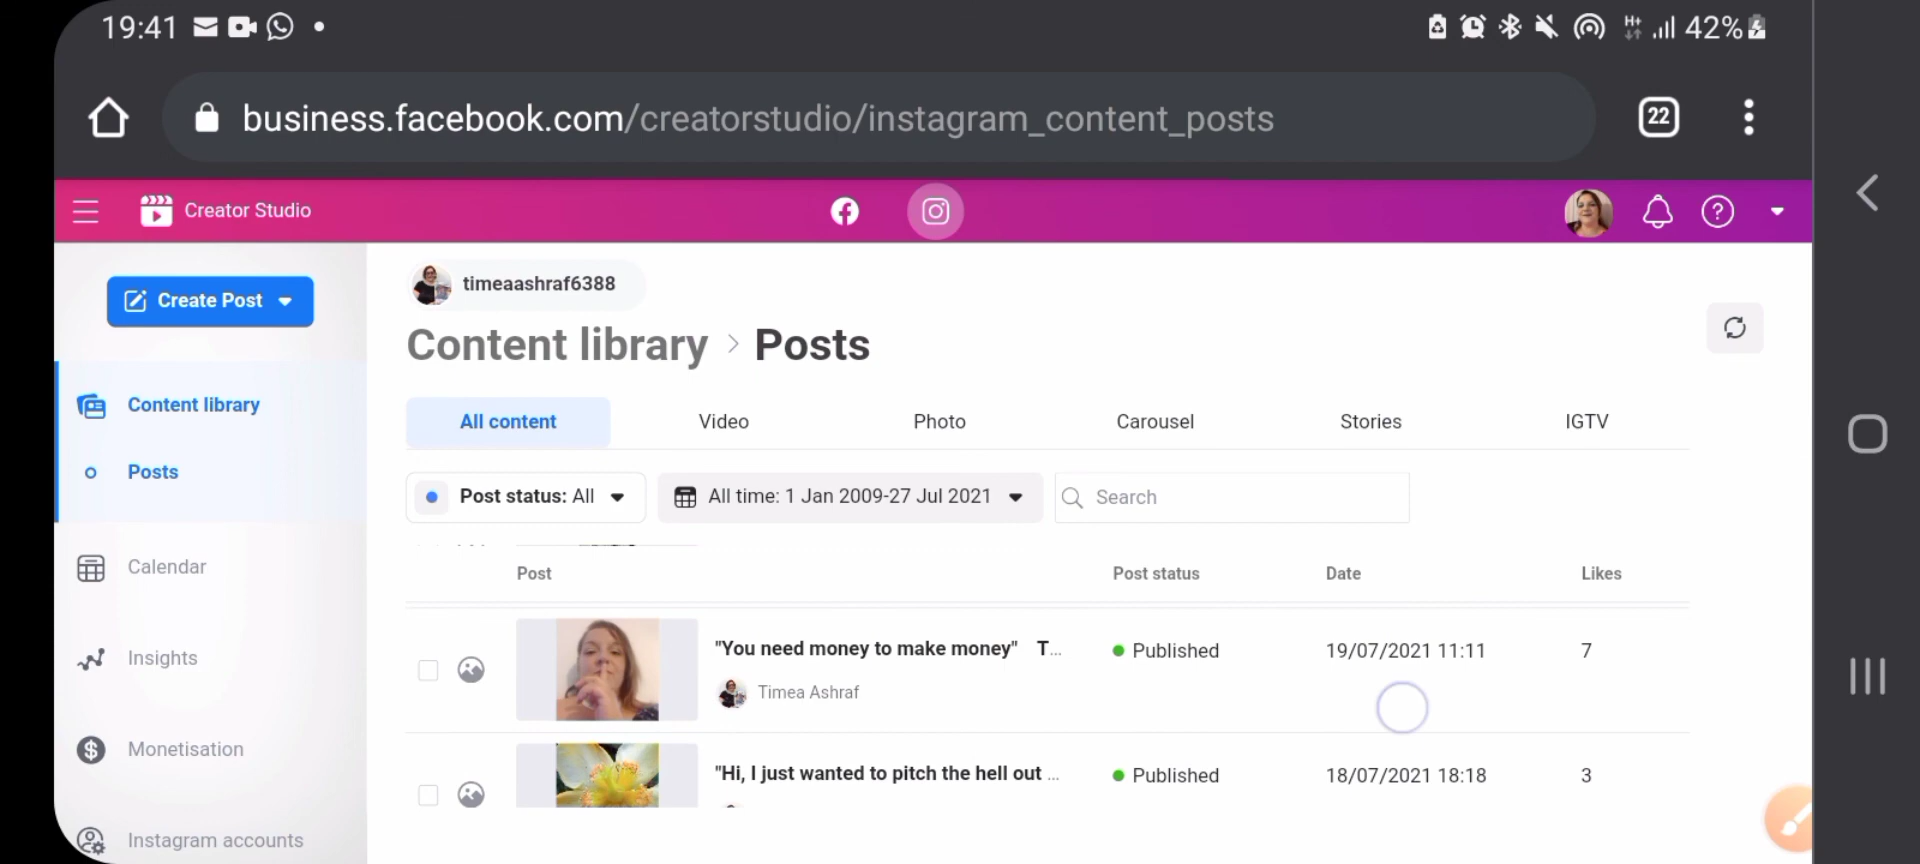 19:41
H+ 42%
business.facebook.com/creatorstudio/instagram_content_posts
22
Creator Studio
Create Post
timeaashraf6388
Content library > Posts
Content library
Posts
Calendar
Insights
Monetisation
Instagram accounts
All content Video Photo Carousel Stories IGTV
Post status: All
All time: 1 Jan 2009-27 Jul 2021
Search
Post Post status Date Likes
"You need money to make money" T... Published 19/07/2021 11:11 7
Timea Ashraf
"Hi, I just wanted to pitch the hell out ... Published 18/07/2021 18:18 3